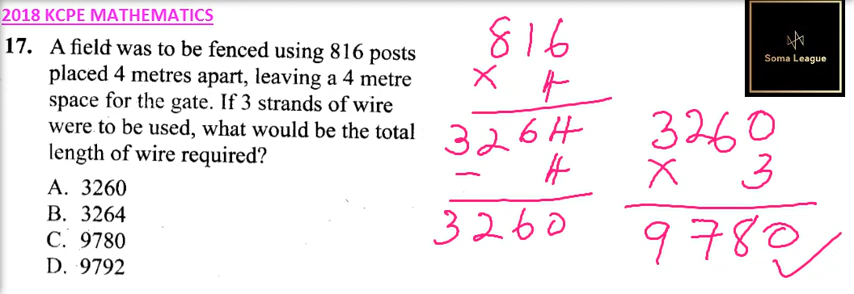 2018 KCPE MATHEMATICS
17. A field was to be fenced using 816 posts
placed 4 metres apart, leaving a 4 metre
space for the gate. If 3 strands of wire
were to be used, what would be the total
length of wire required?
A. 3260
B. 3264
C. 9780
D. 9792
816
× 4
3264
- 4
3260
3260
× 3
9780
Soma League